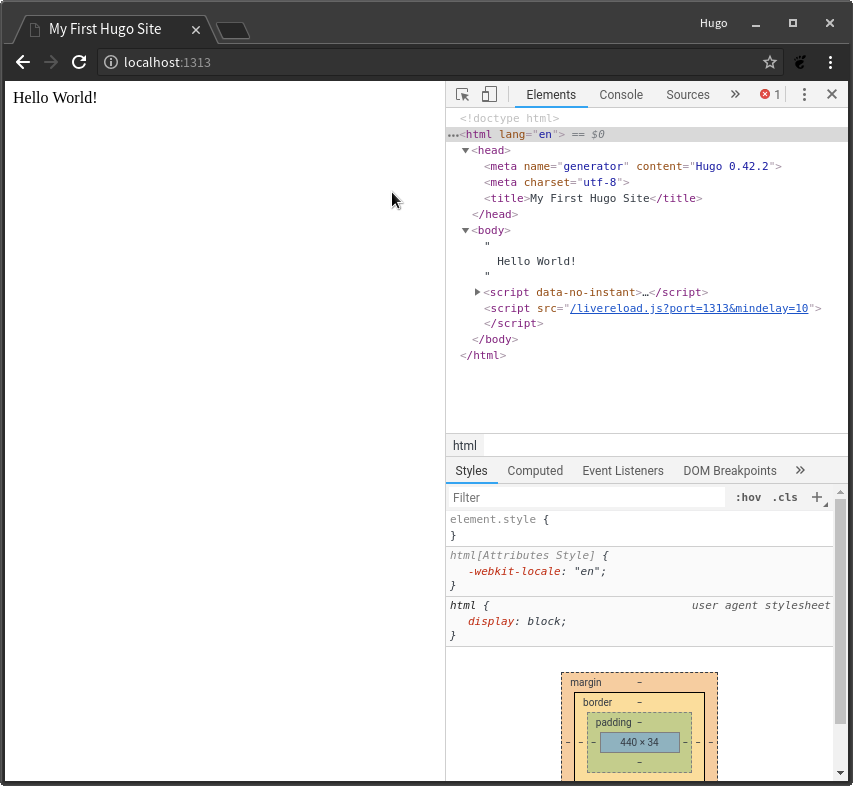 My First Hugo Site
Hugo
localhost:1313
Hello World!
Elements Console Sources » 1
<!doctype html>
…<html lang="en"> == $0
<head>
<meta name="generator" content="Hugo 0.42.2">
<meta charset="utf-8">
<title>My First Hugo Site</title>
</head>
<body>
"
Hello World!
"
<script data-no-instant>…</script>
<script src="/livereload.js?port=1313&mindelay=10">
</script>
</body>
</html>
html
Styles Computed Event Listeners DOM Breakpoints »
Filter :hov .cls +
element.style {
}
html[Attributes Style] {
-webkit-locale: "en";
}
html { user agent stylesheet
display: block;
}
margin –
border –
padding –
– – – 440 × 34 – – –
–